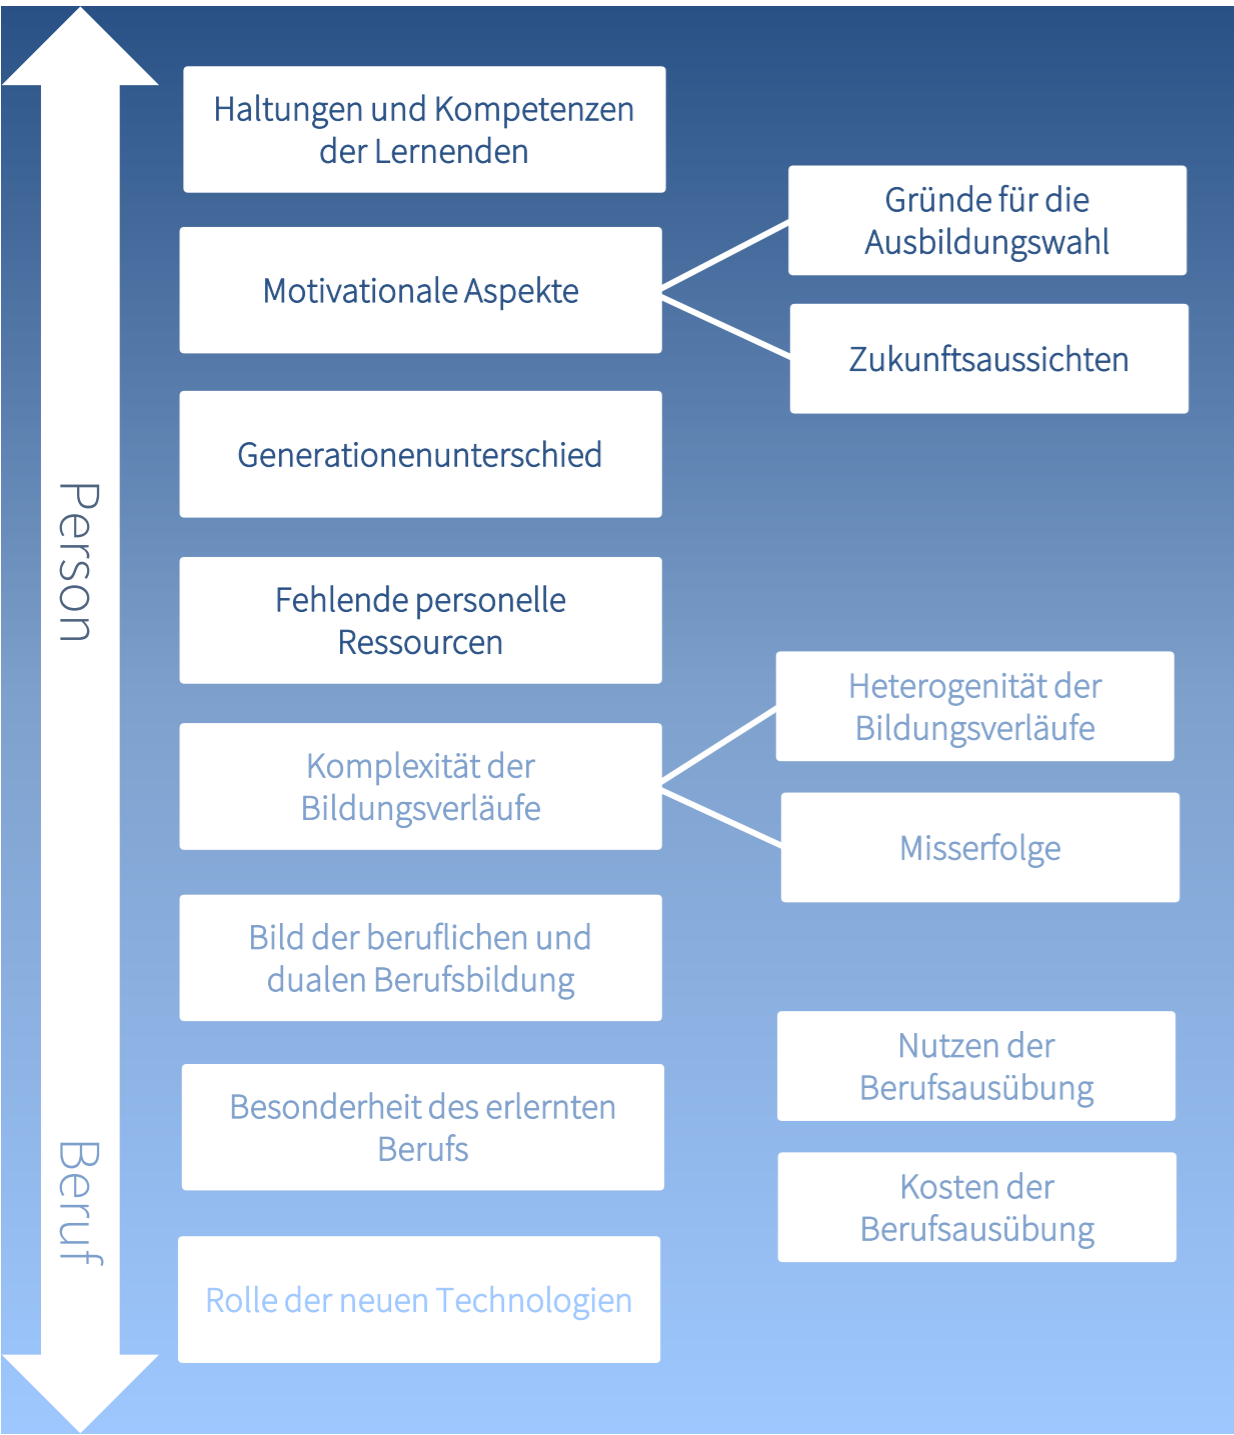 Person
Beruf
Haltungen und Kompetenzen
der Lernenden
Motivationale Aspekte
Gründe für die
Ausbildungswahl
Zukunftsaussichten
Generationenunterschied
Fehlende personelle
Ressourcen
Komplexität der
Bildungsverläufe
Heterogenität der
Bildungsverläufe
Misserfolge
Bild der beruflichen und
dualen Berufsbildung
Besonderheit des erlernten
Berufs
Nutzen der
Berufsausübung
Kosten der
Berufsausübung
Rolle der neuen Technologien